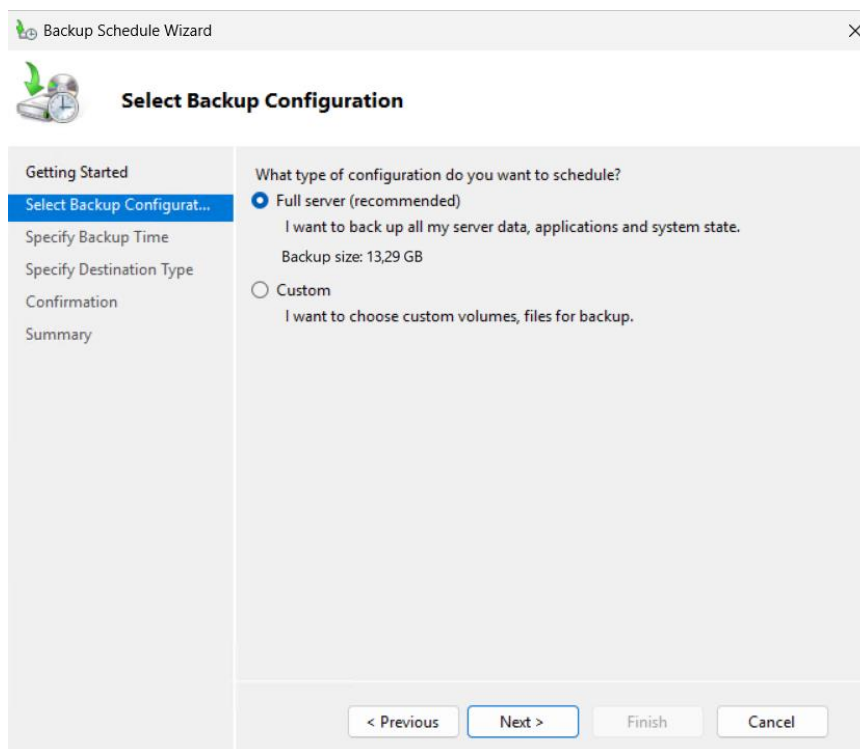 Backup Schedule Wizard
Select Backup Configuration
Getting Started
Select Backup Configurat...
Specify Backup Time
Specify Destination Type
Confirmation
Summary
What type of configuration do you want to schedule?
Full server (recommended)
I want to back up all my server data, applications and system state.
Backup size: 13,29 GB
Custom
I want to choose custom volumes, files for backup.
< Previous Next > Finish Cancel